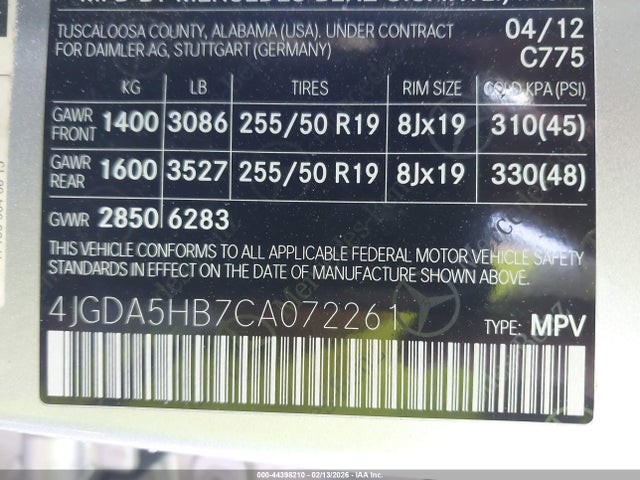 TUSCALOOSA COUNTY, ALABAMA (USA). UNDER CONTRACT 04/12
FOR DAIMLER AG, STUTTGART (GERMANY) C775
KG LB TIRES RIM SIZE COLD KPA (PSI)
GAWR FRONT 1400 3086 255/50 R19 8Jx19 310(45)
GAWR REAR 1600 3527 255/50 R19 8Jx19 330(48)
GVWR 2850 6283
THIS VEHICLE CONFORMS TO ALL APPLICABLE FEDERAL MOTOR VEHICLE SAFETY
STANDARDS IN EFFECT ON THE DATE OF MANUFACTURE SHOWN ABOVE.
4JGDA5HB7CA072261 TYPE: MPV
000-44398210 - 02/13/2026 - IAA Inc.